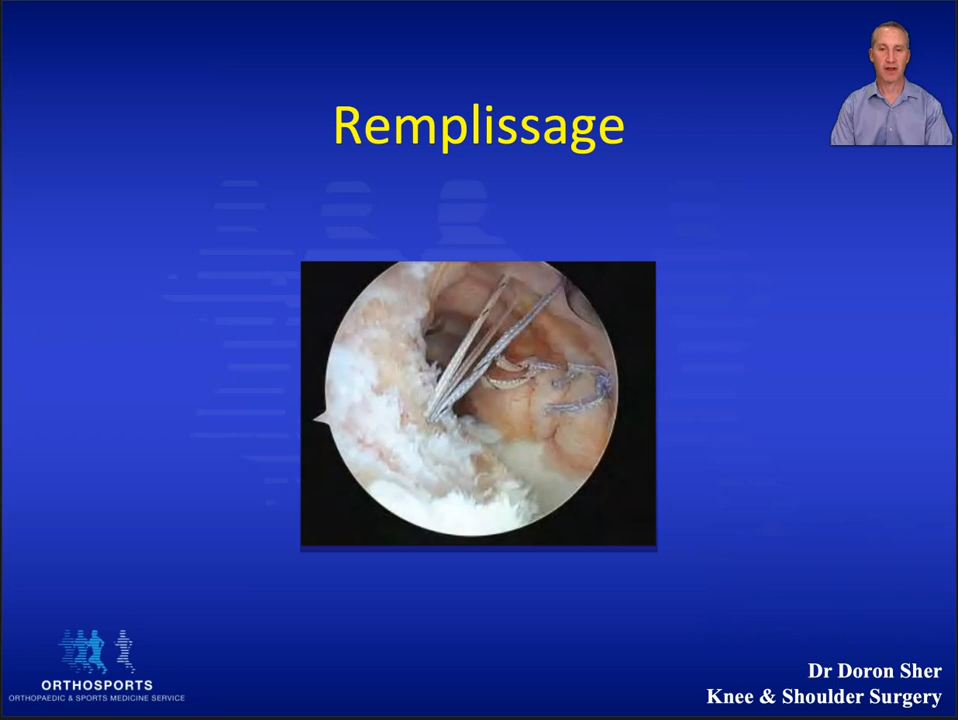 Remplissage
ORTHOSPORTS
ORTHOPAEDIC & SPORTS MEDICINE SERVICE
Dr Doron Sher
Knee & Shoulder Surgery